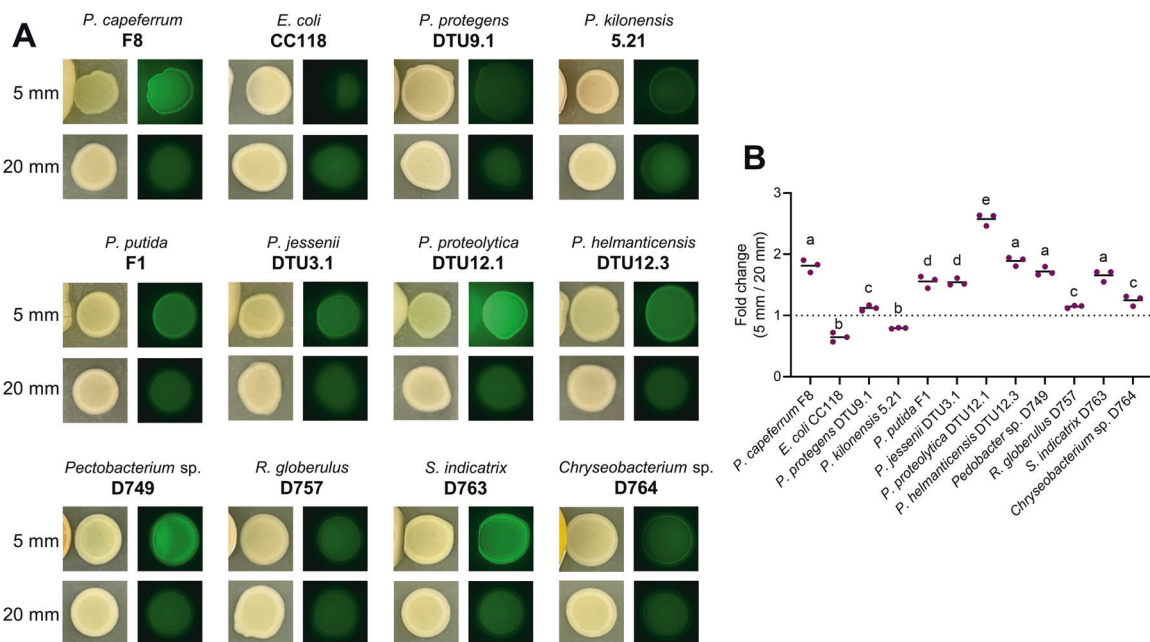 A
P. capeferrum
F8
E. coli
CC118
P. protegens
DTU9.1
P. kilonensis
5.21
5 mm
20 mm
P. putida
F1
P. jessenii
DTU3.1
P. proteolytica
DTU12.1
P. helmanticensis
DTU12.3
5 mm
20 mm
Pectobacterium sp.
D749
R. globerulus
D757
S. indicatrix
D763
Chryseobacterium sp.
D764
5 mm
20 mm
B
Fold change
(5 mm / 20 mm)
3
2
1
0
a
b
c
b
d
d
e
a
a
c
a
c
P. capeferrum F8
E. coli CC118
P. protegens DTU9.1
P. kilonensis 5.21
P. putida F1
P. jessenii DTU3.1
P. proteolytica DTU12.1
P. helmanticensis DTU12.3
Pedobacter sp. D749
R. globerulus D757
S. indicatrix D763
Chryseobacterium sp. D764